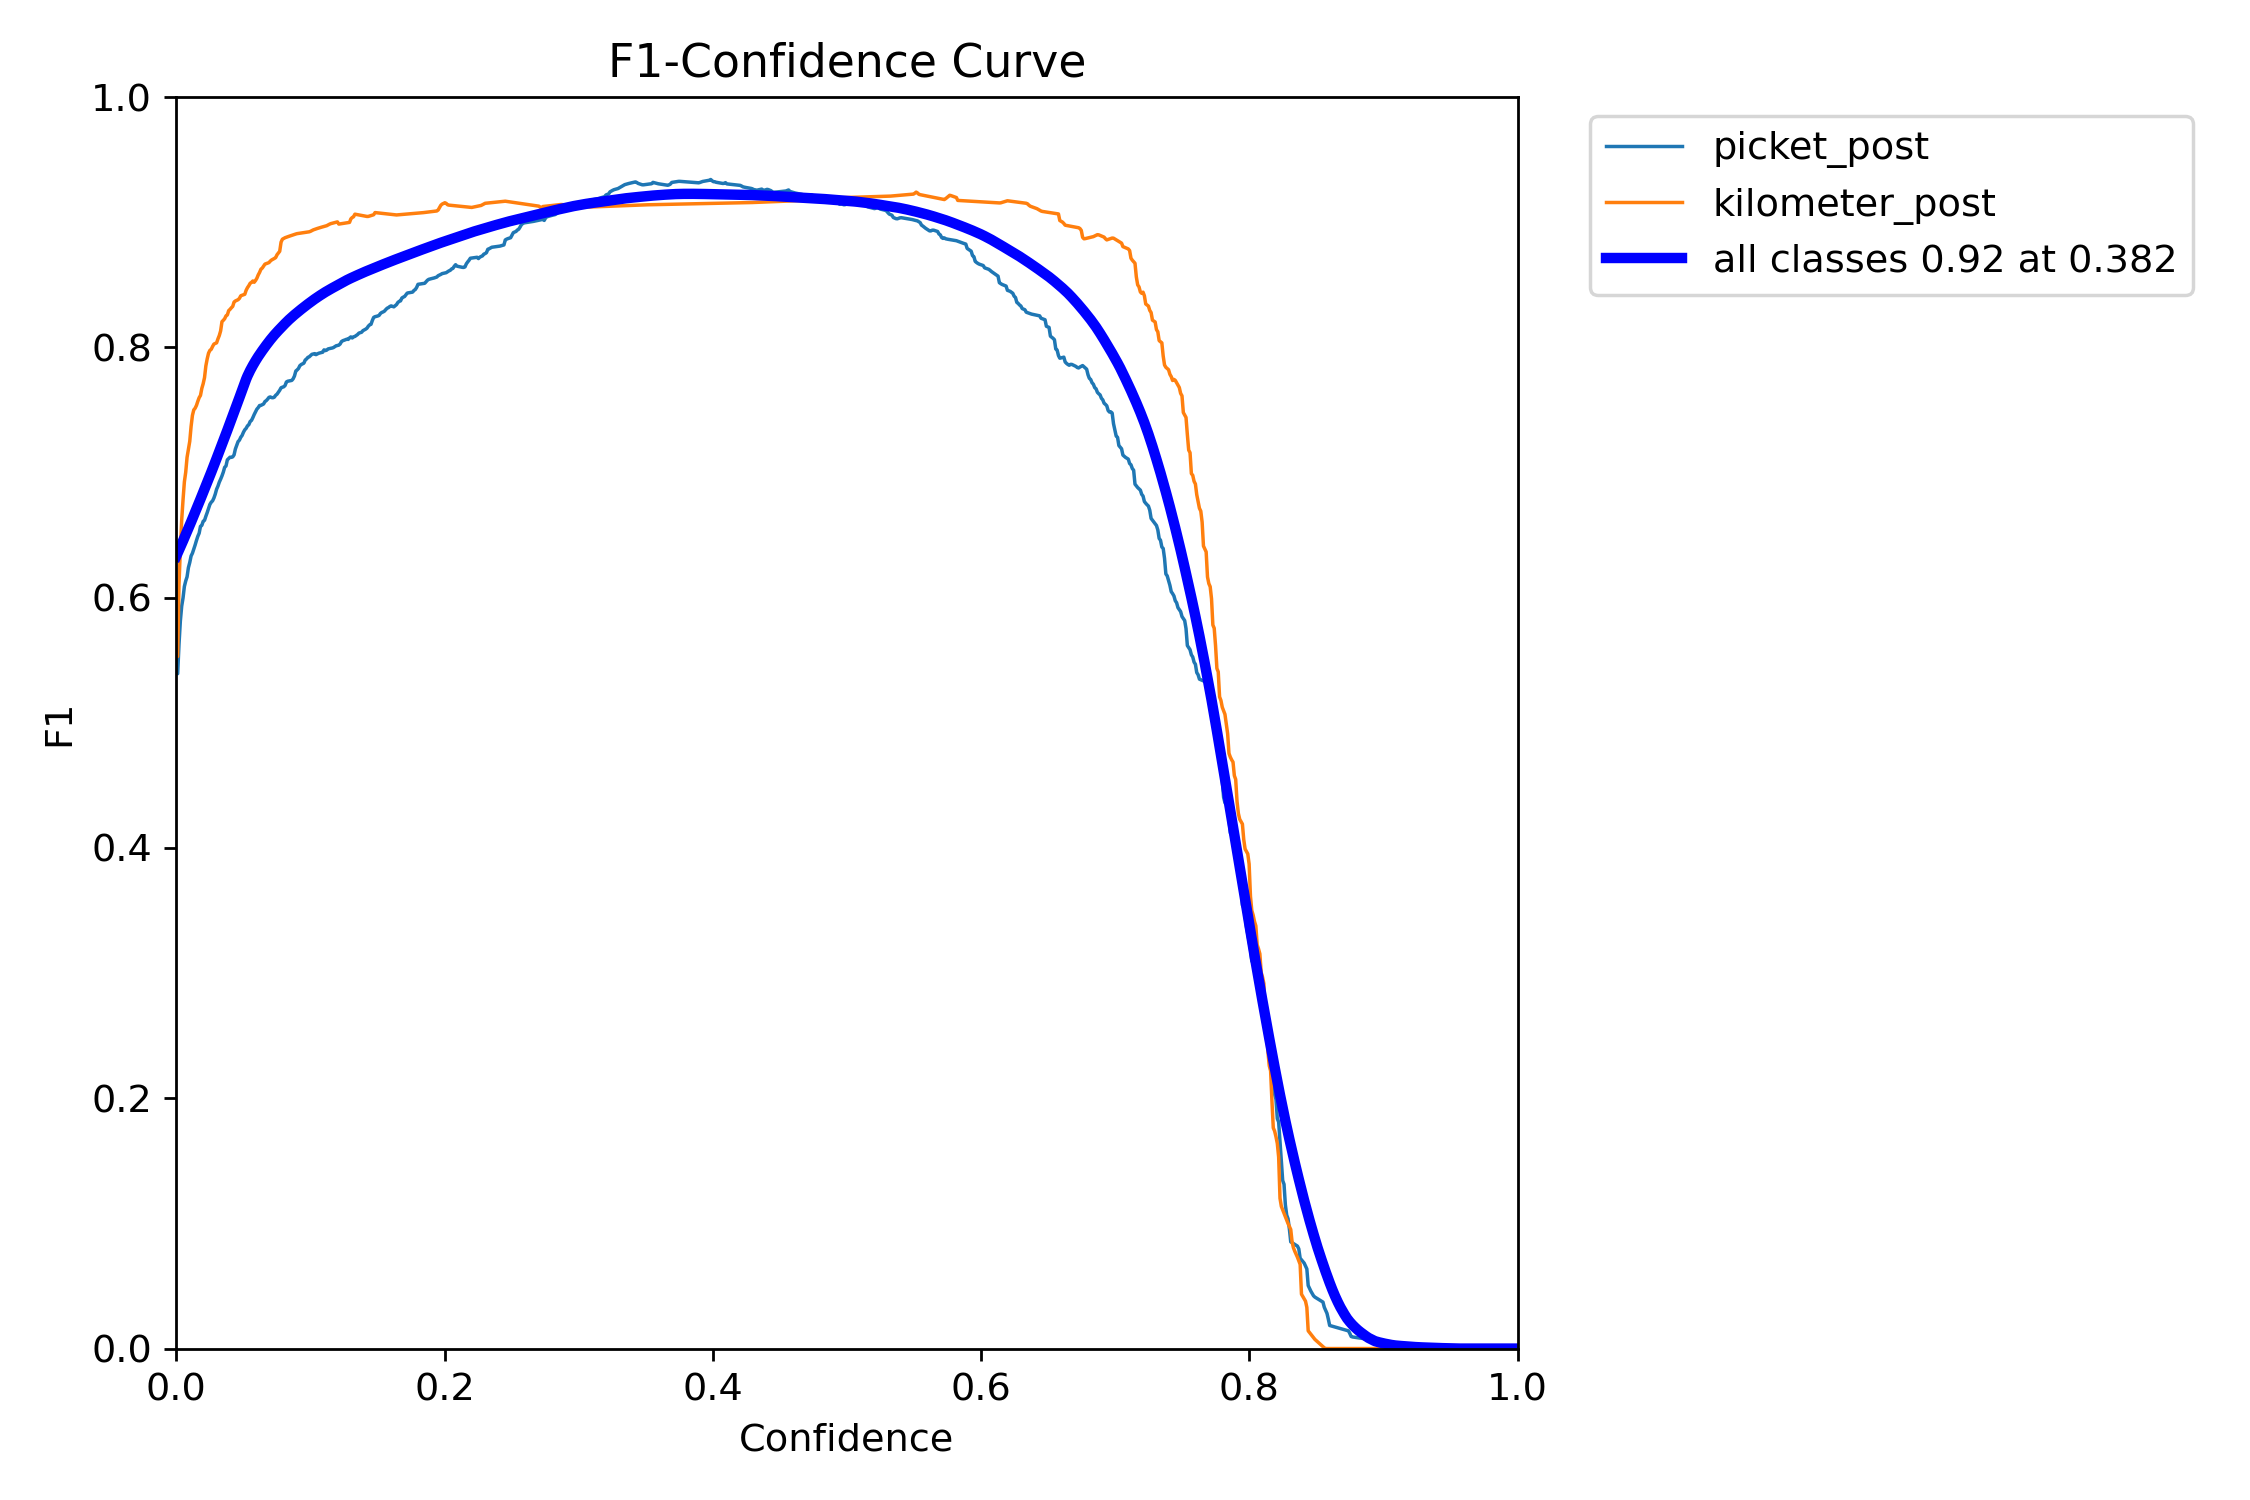 F1-Confidence Curve
1.0
0.8
0.6
0.4
0.2
0.0
F1
0.0 0.2 0.4 0.6 0.8 1.0
Confidence
picket_post
kilometer_post
all classes 0.92 at 0.382